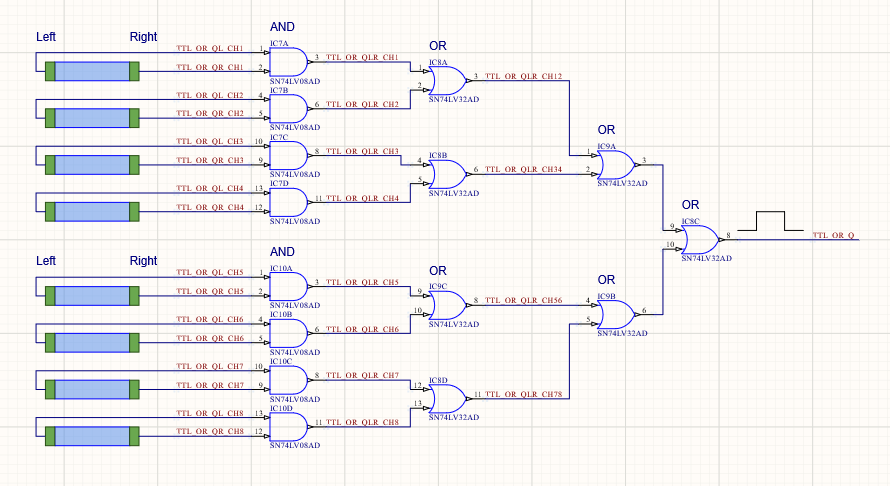 AND
Left Right
TTL_OR_QL_CH1 1 IC7A
3 TTL_OR_QLR_CH1
TTL_OR_QR_CH1 2
SN74LV08AD
OR
IC8A
1
2
3 TTL_OR_QLR_CH12
SN74LV32AD
TTL_OR_QL_CH2 4 IC7B
6 TTL_OR_QLR_CH2
TTL_OR_QR_CH2 5
SN74LV08AD
TTL_OR_QL_CH3 10 IC7C
8 TTL_OR_QLR_CH3
TTL_OR_QR_CH3 9
SN74LV08AD
IC8B
4
5
6 TTL_OR_QLR_CH34
SN74LV32AD
TTL_OR_QL_CH4 13 IC7D
11 TTL_OR_QLR_CH4
TTL_OR_QR_CH4 12
SN74LV08AD
OR
IC9A
1
2
3
SN74LV32AD
OR
IC8C
9
10
8
TTL_OR_Q
SN74LV32AD
AND
Left Right
TTL_OR_QL_CH5 1 IC10A
3 TTL_OR_QLR_CH5
TTL_OR_QR_CH5 2
SN74LV08AD
OR
IC9C
9
10
8 TTL_OR_QLR_CH56
SN74LV32AD
TTL_OR_QL_CH6 4 IC10B
6 TTL_OR_QLR_CH6
TTL_OR_QR_CH6 5
SN74LV08AD
OR
IC9B
4
5
6
SN74LV32AD
TTL_OR_QL_CH7 10 IC10C
8 TTL_OR_QLR_CH7
TTL_OR_QR_CH7 9
SN74LV08AD
IC8D
12
13
11 TTL_OR_QLR_CH78
SN74LV32AD
TTL_OR_QL_CH8 13 IC10D
11 TTL_OR_QLR_CH8
TTL_OR_QR_CH8 12
SN74LV08AD